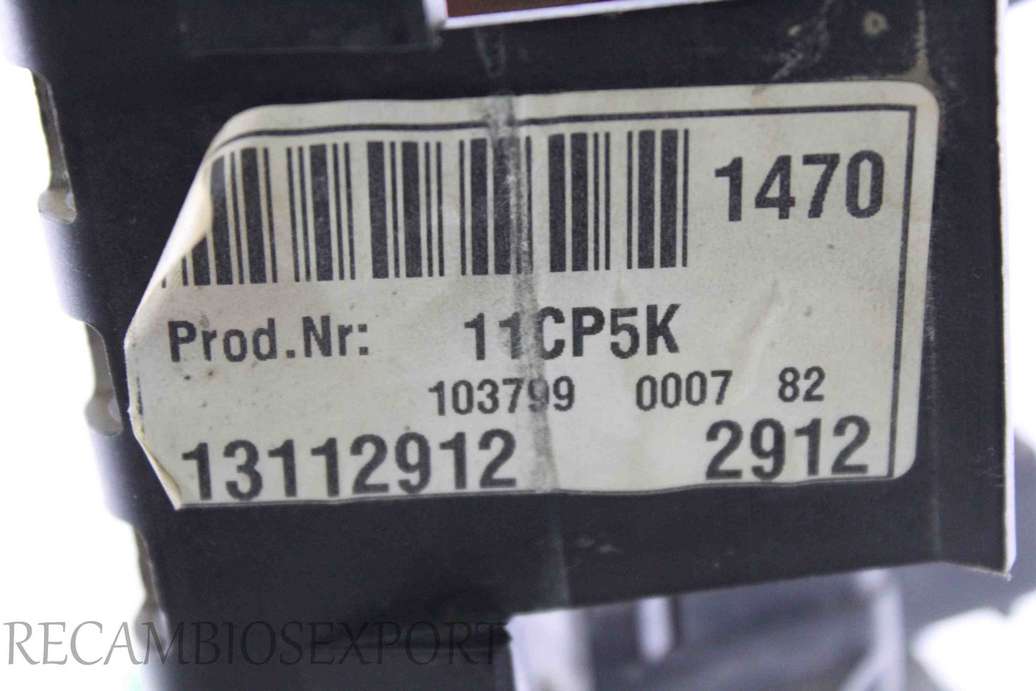 1470
Prod.Nr: 11CP5K
103799 0007 82
13112912 2912
RECAMBIOSEXPORT